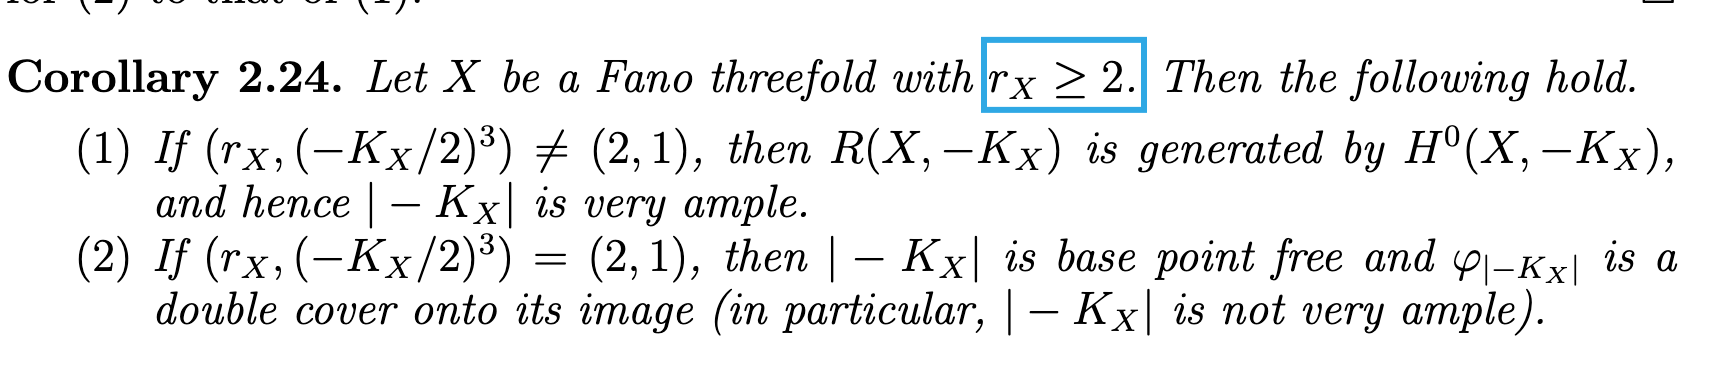 Corollary 2.24. Let X be a Fano threefold with r_X ≥ 2. Then the following hold.
(1) If (r_X, (−K_X/2)³) ≠ (2, 1), then R(X, −K_X) is generated by H⁰(X, −K_X),
and hence | − K_X| is very ample.
(2) If (r_X, (−K_X/2)³) = (2, 1), then | − K_X| is base point free and φ_{|−K_X|} is a
double cover onto its image (in particular, | − K_X| is not very ample).